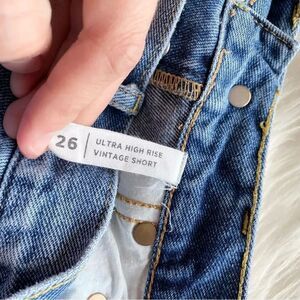 26 | ULTRA HIGH RISE
VINTAGE SHORT